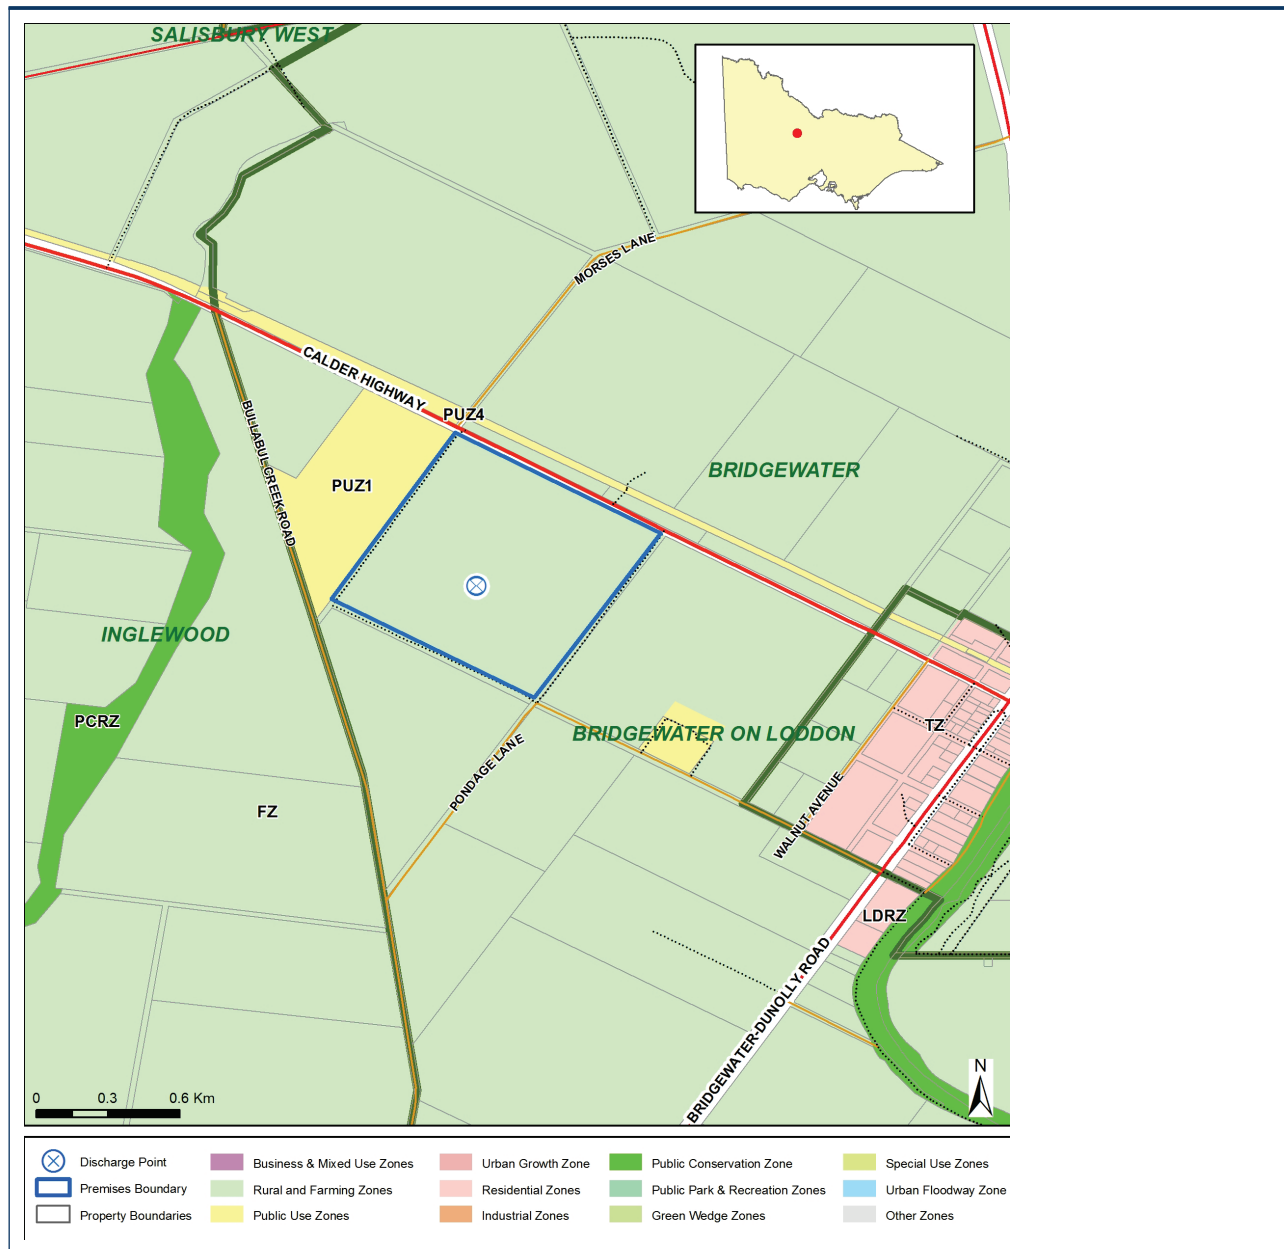 SALISBURY WEST
MORSES LANE
CALDER HIGHWAY
PUZ4
BULLABUL CREEK ROAD
PUZ1
BRIDGEWATER
INGLEWOOD
PCRZ
TZ
BRIDGEWATER ON LODDON
PONDAGE LANE
WALNUT AVENUE
FZ
LDRZ
BRIDGEWATER-DUNOLLY ROAD
N
0 0.3 0.6 Km
Discharge Point
Premises Boundary
Property Boundaries
Business & Mixed Use Zones
Rural and Farming Zones
Public Use Zones
Urban Growth Zone
Residential Zones
Industrial Zones
Public Conservation Zone
Public Park & Recreation Zones
Green Wedge Zones
Special Use Zones
Urban Floodway Zone
Other Zones